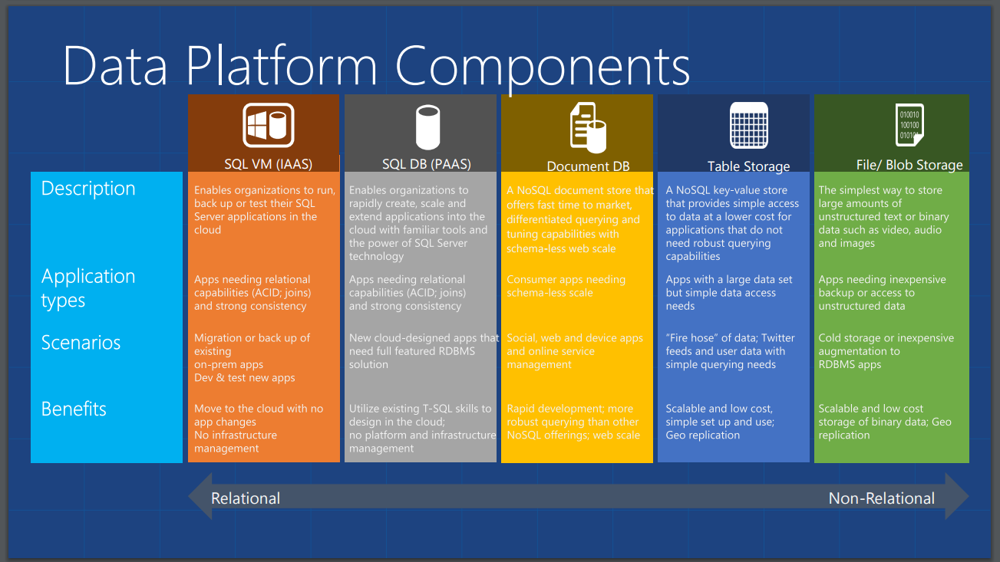 Data Platform Components
SQL VM (IAAS)
SQL DB (PAAS)
Document DB
Table Storage
010010
100100
010101
File/ Blob Storage
Description
Enables organizations to run,
back up or test their SQL
Server applications in the
cloud
Enables organizations to
rapidly create, scale and
extend applications into the
cloud with familiar tools and
the power of SQL Server
technology
A NoSQL document store that
offers fast time to market,
differentiated querying and
tuning capabilities with
schema-less web scale
A NoSQL key-value store
that provides simple access
to data at a lower cost for
applications that do not
need robust querying
capabilities
The simplest way to store
large amounts of
unstructured text or binary
data such as video, audio
and images
Application
types
Apps needing relational
capabilities (ACID; joins)
and strong consistency
Apps needing relational
capabilities (ACID; joins)
and strong consistency
Consumer apps needing
schema-less scale
Apps with a large data set
but simple data access
needs
Apps needing inexpensive
backup or access to
unstructured data
Scenarios
Migration or back up of
existing
on-prem apps
Dev & test new apps
New cloud-designed apps that
need full featured RDBMS
solution
Social, web and device apps
and online service
management
“Fire hose” of data; Twitter
feeds and user data with
simple querying needs
Cold storage or inexpensive
augmentation to
RDBMS apps
Benefits
Move to the cloud with no
app changes
No infrastructure
management
Utilize existing T-SQL skills to
design in the cloud;
no platform and infrastructure
management
Rapid development; more
robust querying than other
NoSQL offerings; web scale
Scalable and low cost,
simple set up and use;
Geo replication
Scalable and low cost
storage of binary data; Geo
replication
Relational
Non-Relational